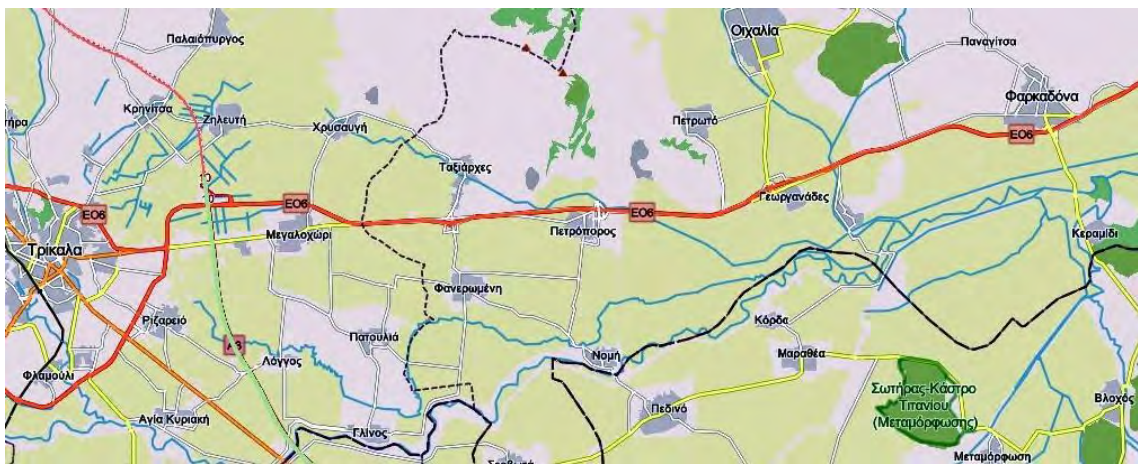 Παλαιόπυργος
Οιχαλία
Παναγίτσα
Κρηνίτσα
Ζηλευτή
Χρυσαυγή
Πετρωτό
Φαρκαδόνα
ΕΟ6
Ταξιάρχες
ΕΟ6
ΕΟ6
ΕΟ6
Γεωργανάδες
Μεγαλοχώρι
Πετρόπορος
Κεραμίδι
Τρίκαλα
Φανερωμένη
Ριζαρειό
Πατουλιά
Κόρδα
Λόγγος
Νομή
Μαραθέα
Φλαμούλι
Σωτήρας-Κάστρο
Τιτανίου
(Μεταμόρφωσης)
Βλοχός
Αγία Κυριακή
Γλίνος
Πεδινό
Μεταμόρφωση